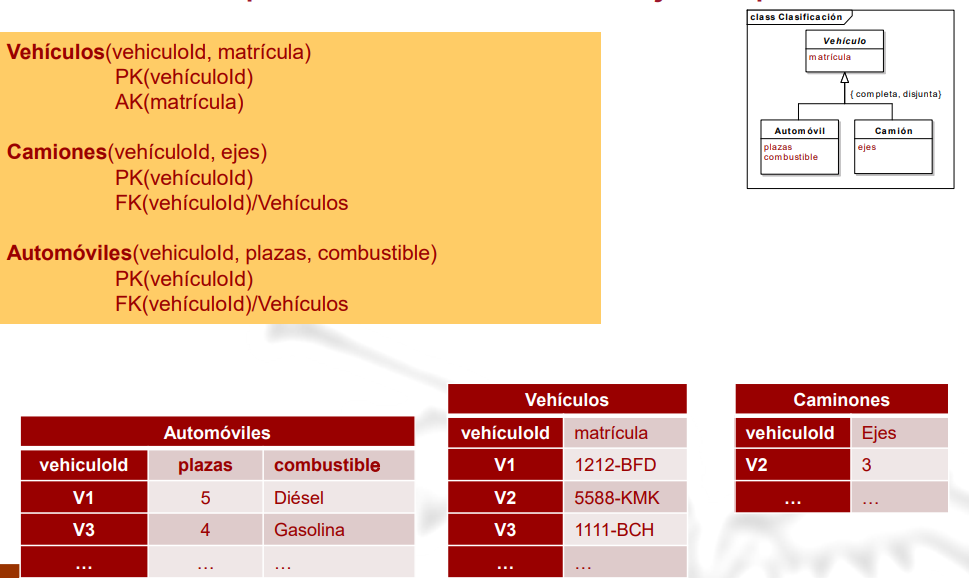 class Clasificación
Vehículo
matrícula
{ completa, disjunta}
Automóvil
plazas
combustible
Camión
ejes
Vehículos(vehiculoId, matrícula)
PK(vehículoId)
AK(matrícula)
Camiones(vehículoId, ejes)
PK(vehículoId)
FK(vehículoId)/Vehículos
Automóviles(vehiculoId, plazas, combustible)
PK(vehículoId)
FK(vehículoId)/Vehículos
Automóviles
vehiculoId plazas combustible
V1 5 Diésel
V3 4 Gasolina
... ... ...
Vehículos
vehículoId matrícula
V1 1212-BFD
V2 5588-KMK
V3 1111-BCH
... ...
Caminones
vehiculoId Ejes
V2 3
... ...